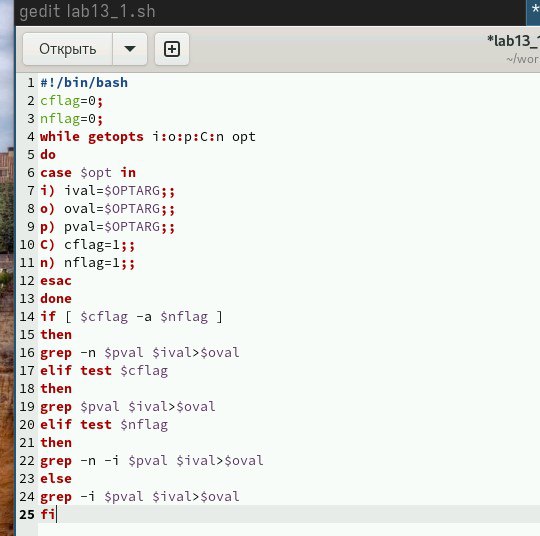 gedit lab13_1.sh
*
Открыть
*lab13_1
~/wor
1 #!/bin/bash
2 cflag=0;
3 nflag=0;
4 while getopts i:o:p:C:n opt
5 do
6 case $opt in
7 i) ival=$OPTARG;;
8 o) oval=$OPTARG;;
9 p) pval=$OPTARG;;
10 C) cflag=1;;
11 n) nflag=1;;
12 esac
13 done
14 if [ $cflag -a $nflag ]
15 then
16 grep -n $pval $ival>$oval
17 elif test $cflag
18 then
19 grep $pval $ival>$oval
20 elif test $nflag
21 then
22 grep -n -i $pval $ival>$oval
23 else
24 grep -i $pval $ival>$oval
25 fi